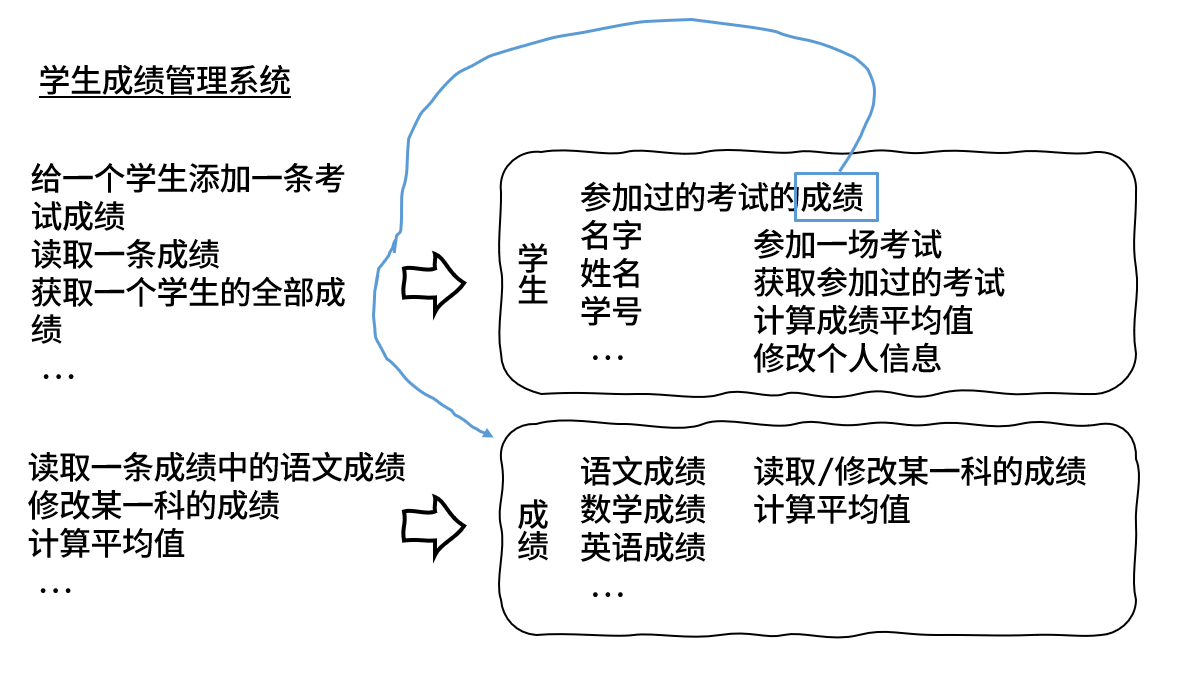 学生成绩管理系统
给一个学生添加一条考
试成绩
读取一条成绩
获取一个学生的全部成
绩
…
学生
参加过的考试的成绩
名字
姓名
学号
…
参加一场考试
获取参加过的考试
计算成绩平均值
修改个人信息
读取一条成绩中的语文成绩
修改某一科的成绩
计算平均值
…
成绩
语文成绩
数学成绩
英语成绩
…
读取/修改某一科的成绩
计算平均值